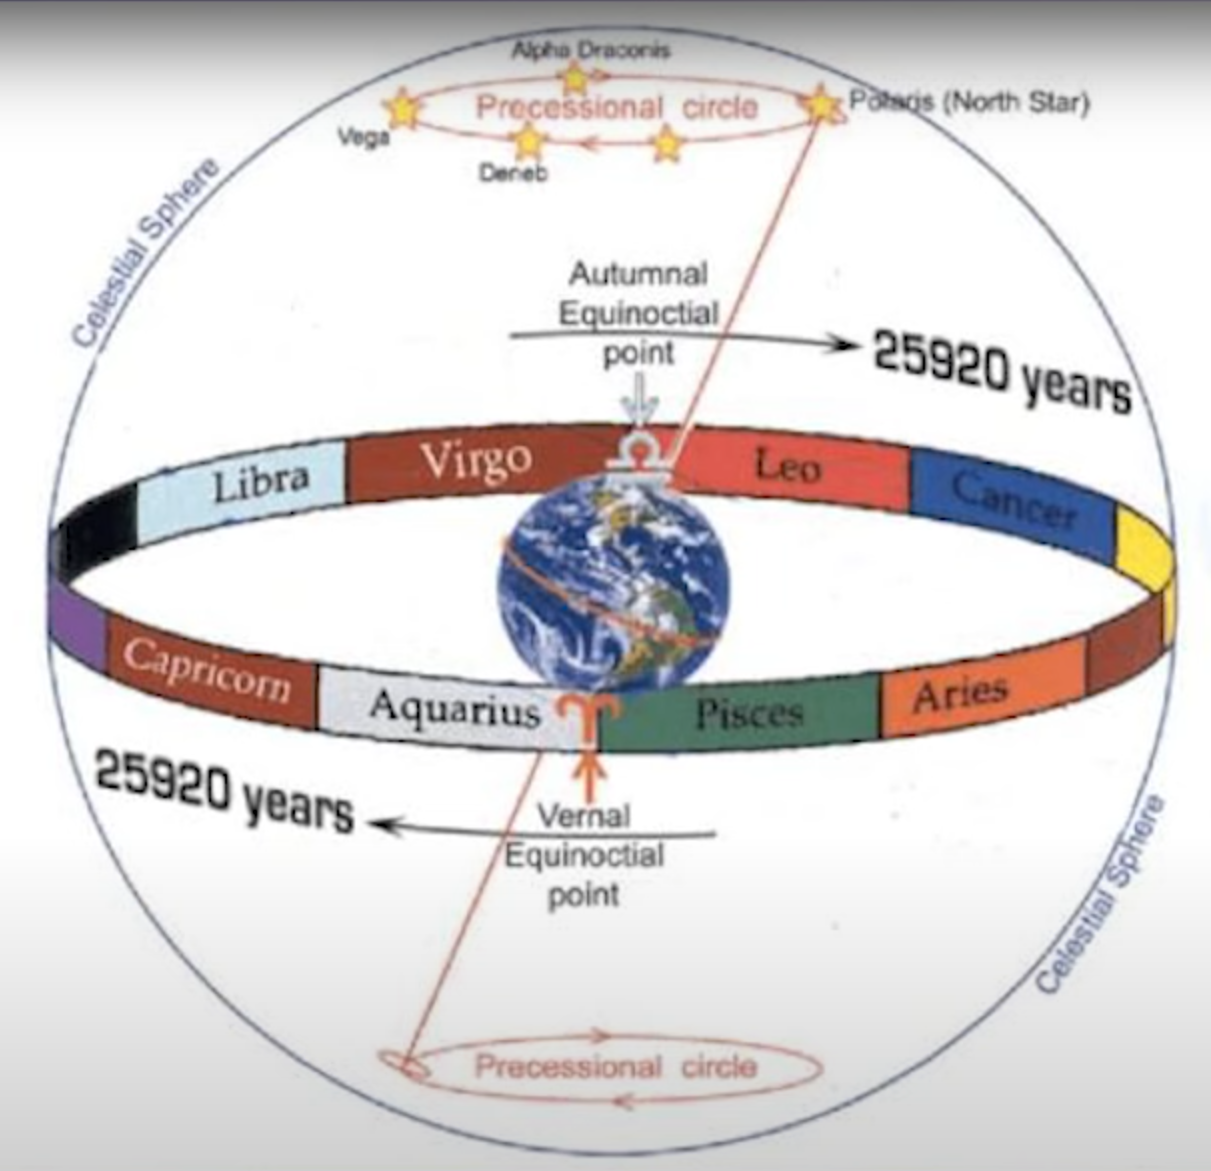 Alpha Draconis
Precessional circle
Polaris (North Star)
Vega
Deneb
Celestial Sphere
Autumnal
Equinoctial
point
25920 years
Libra
Virgo
Leo
Cancer
Capricorn
Aquarius
Pisces
Aries
25920 years
Vernal
Equinoctial
point
Celestial Sphere
Precessional circle